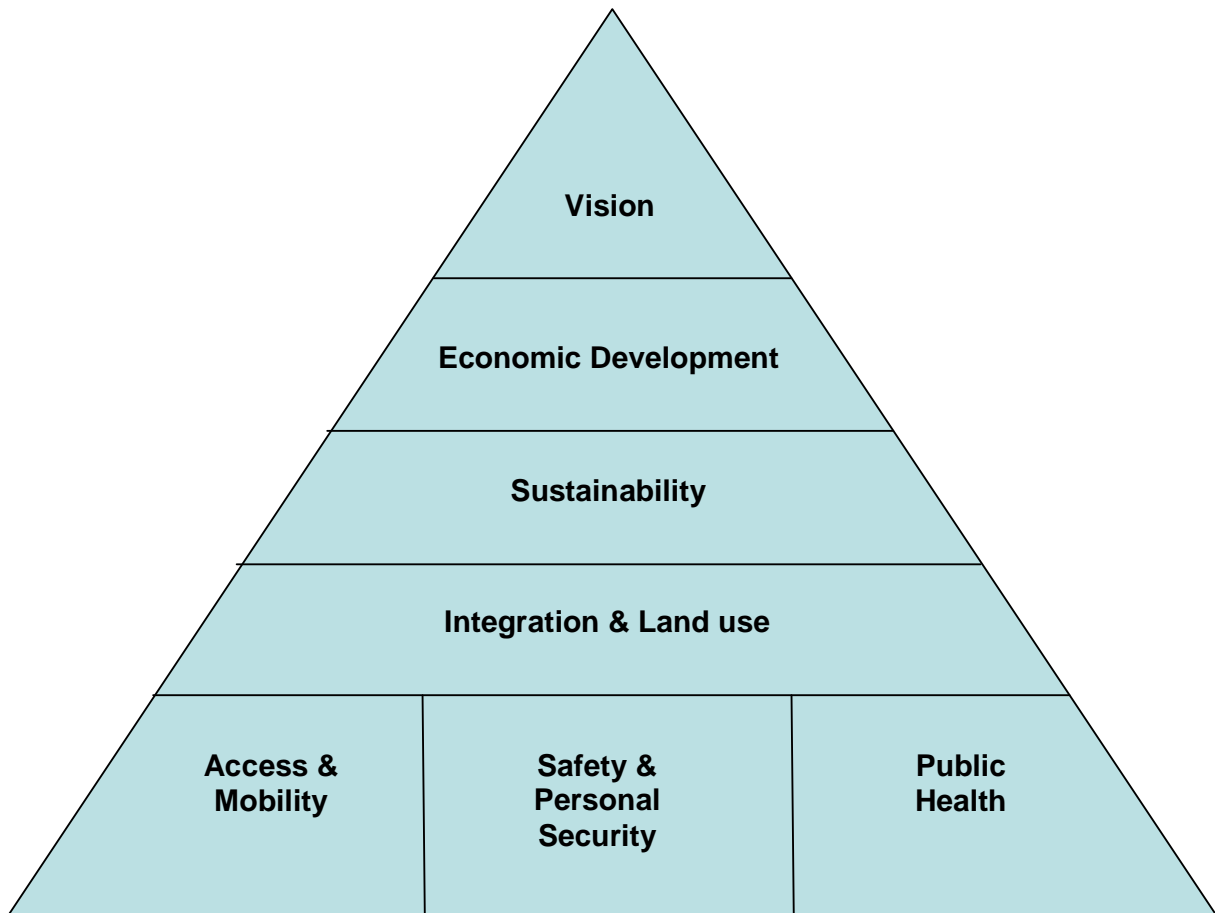 Vision
Economic Development
Sustainability
Integration & Land use
Access &
Mobility
Safety &
Personal
Security
Public
Health